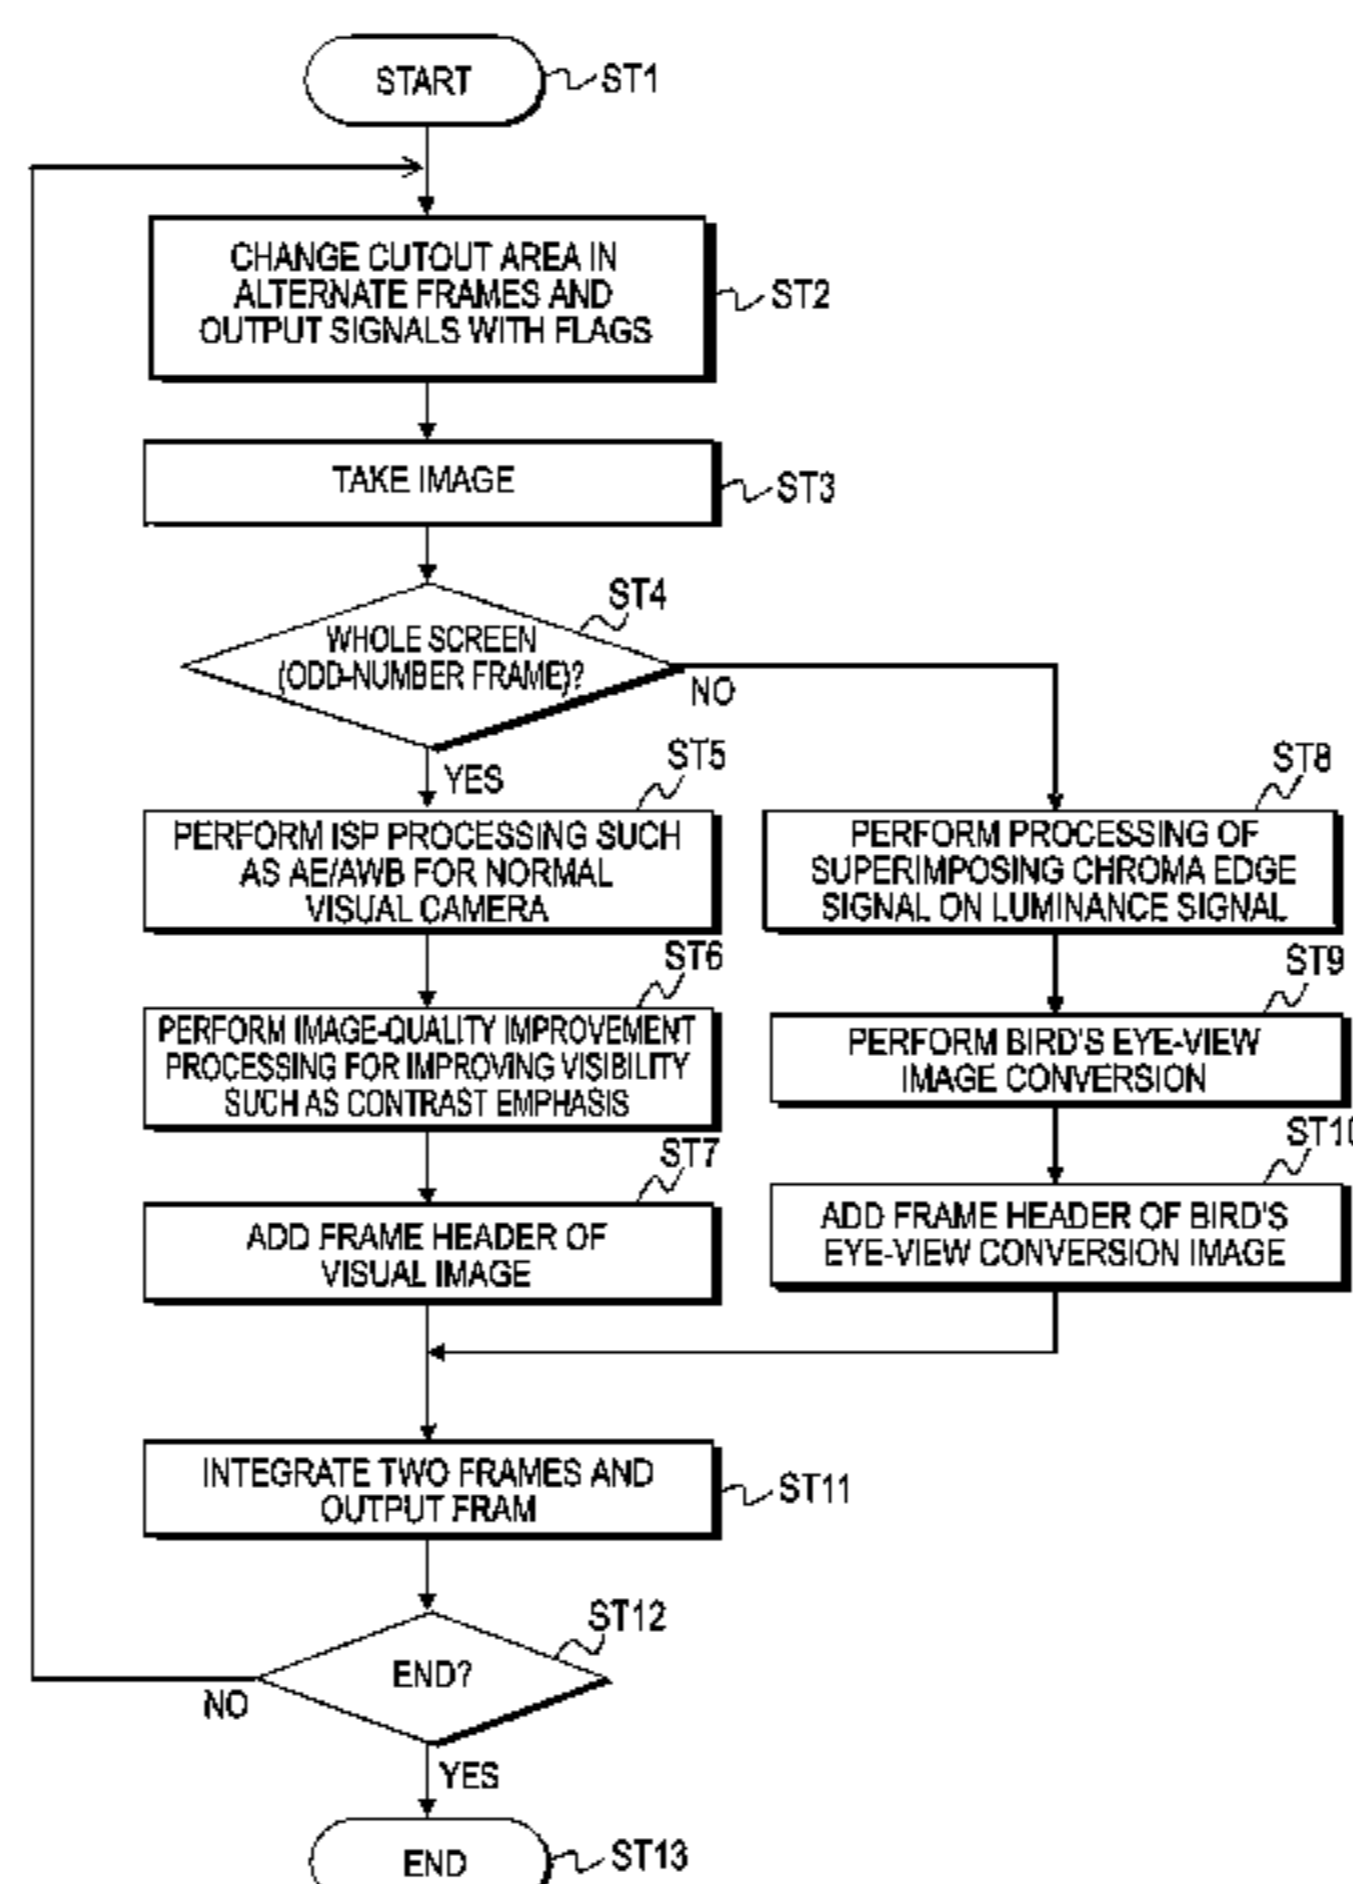 START
ST1
CHANGE CUTOUT AREA IN
ALTERNATE FRAMES AND
OUTPUT SIGNALS WITH FLAGS
ST2
TAKE IMAGE
ST3
ST4
WHOLE SCREEN
(ODD-NUMBER FRAME)?
NO
YES
ST5
PERFORM ISP PROCESSING SUCH
AS AE/AWB FOR NORMAL
VISUAL CAMERA
ST6
PERFORM IMAGE-QUALITY IMPROVEMENT
PROCESSING FOR IMPROVING VISIBILITY
SUCH AS CONTRAST EMPHASIS
ST7
ADD FRAME HEADER OF
VISUAL IMAGE
ST8
PERFORM PROCESSING OF
SUPERIMPOSING CHROMA EDGE
SIGNAL ON LUMINANCE SIGNAL
ST9
PERFORM BIRD'S EYE-VIEW
IMAGE CONVERSION
ST10
ADD FRAME HEADER OF BIRD'S
EYE-VIEW CONVERSION IMAGE
INTEGRATE TWO FRAMES AND
OUTPUT FRAM
ST11
ST12
END?
NO
YES
END
ST13